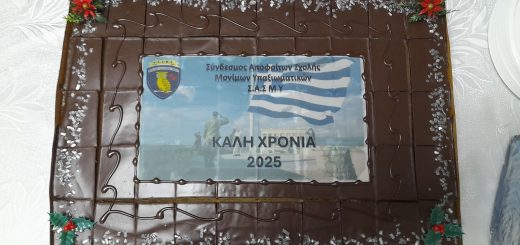 Σύνδεσμος Αποφοίτων Σχολής
Μονίμων Υπαξιωματικών
Σ.Α.Σ Μ Υ
ΚΑΛΗ ΧΡΟΝΙΑ
2025